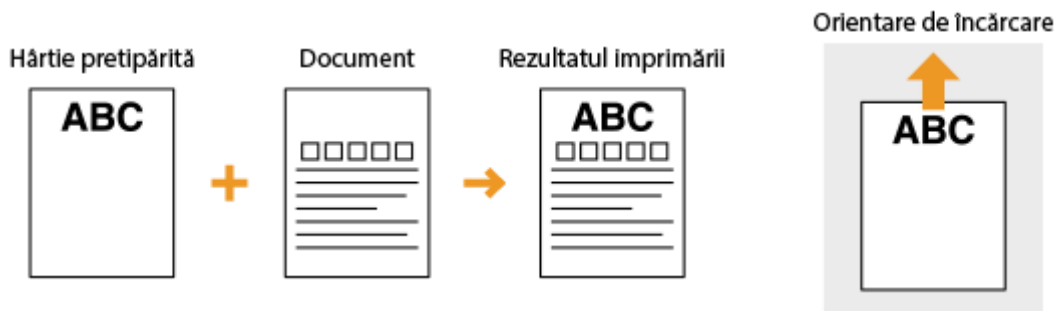 Orientare de încărcare
Hârtie pretipărită
Document
Rezultatul imprimării
ABC
ABC
ABC